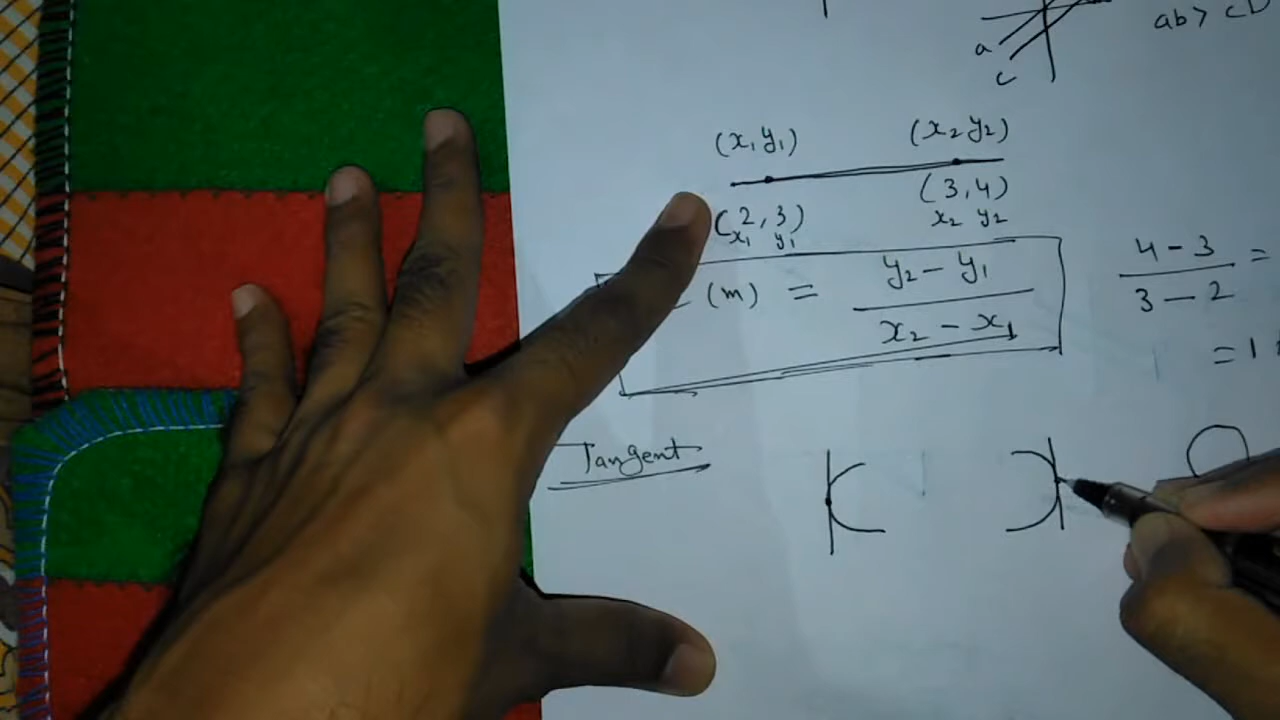 ab > CD
a
c
(x₁ y₁) (x₂ y₂)
(2, 3) (3, 4)
x₁ y₁ x₂ y₂
(m) = y₂ – y₁ / x₂ – x₁
4 – 3 / 3 – 2 =
= 1
Tangent